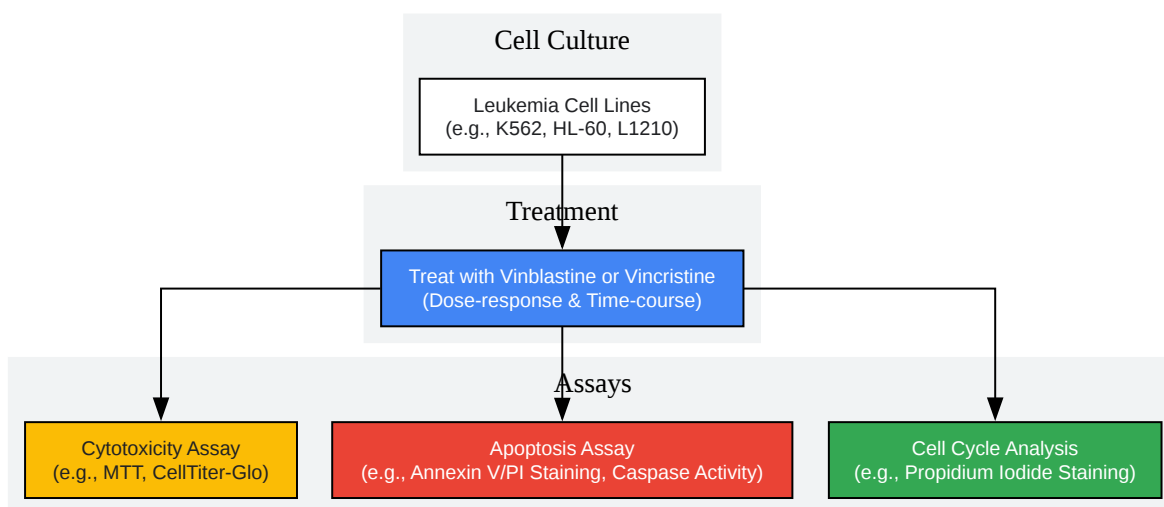 Cell Culture
Leukemia Cell Lines
(e.g., K562, HL-60, L1210)
Treatment
Treat with Vinblastine or Vincristine
(Dose-response & Time-course)
Assays
Cytotoxicity Assay
(e.g., MTT, CellTiter-Glo)
Apoptosis Assay
(e.g., Annexin V/PI Staining, Caspase Activity)
Cell Cycle Analysis
(e.g., Propidium Iodide Staining)